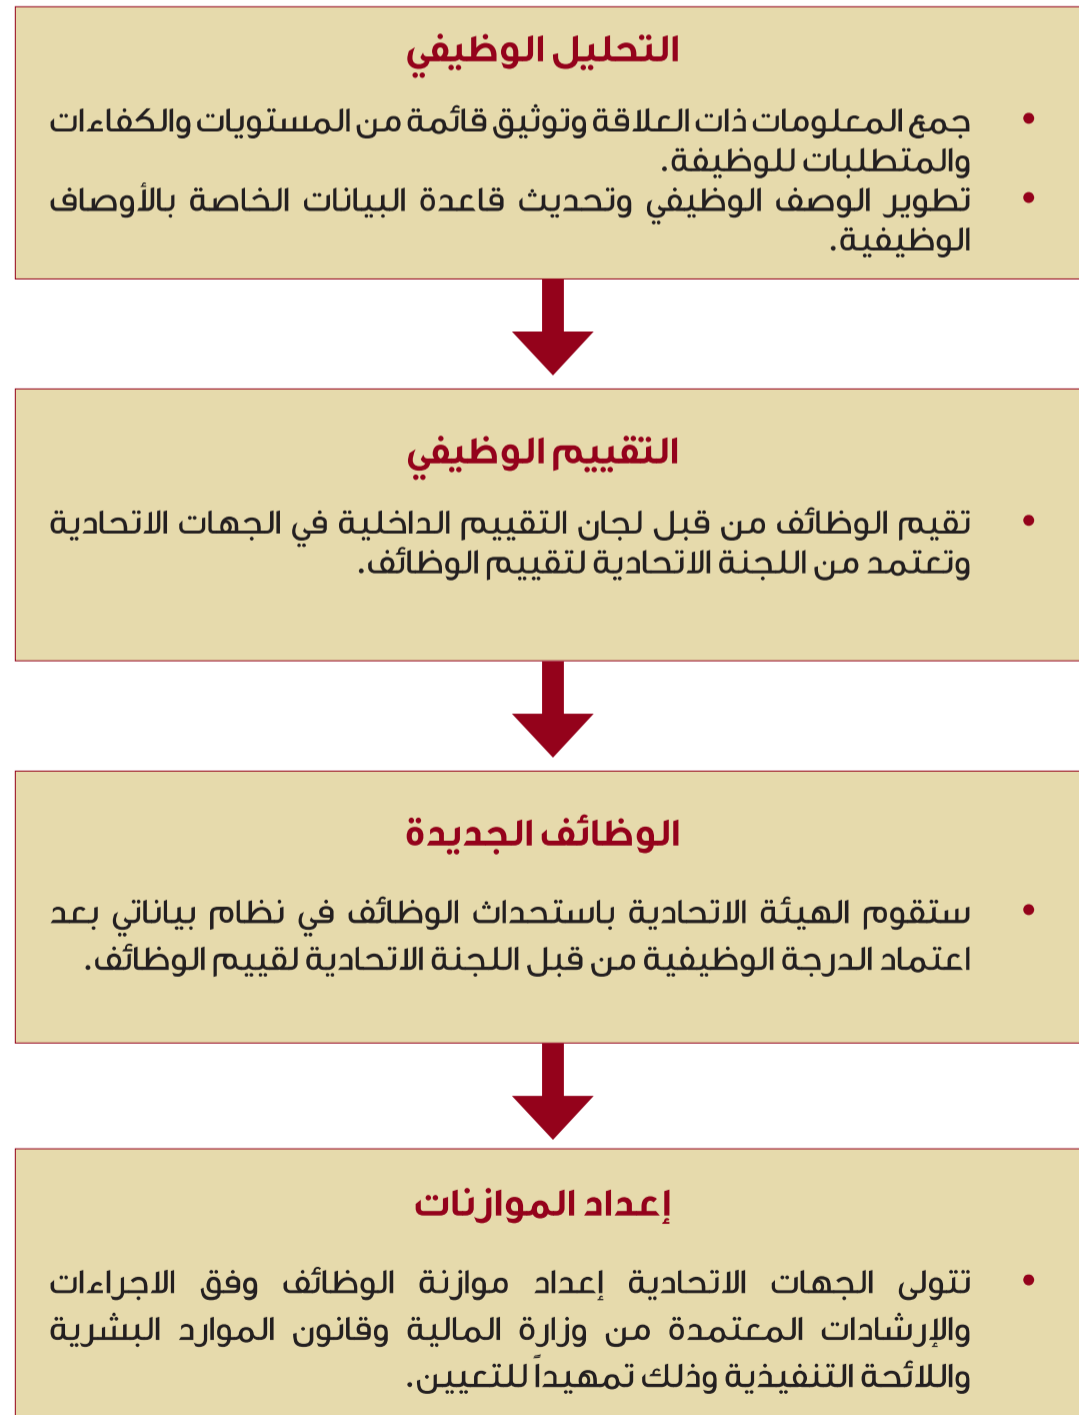 التحليل الوظيفي
• جمع المعلومات ذات العلاقة وتوثيق قائمة من المستويات والكفاءات
والمتطلبات للوظيفة.
• تطوير الوصف الوظيفي وتحديث قاعدة البيانات الخاصة بالأوصاف
الوظيفية.
التقييم الوظيفي
• تقيم الوظائف من قبل لجان التقييم الداخلية في الجهات الاتحادية
وتعتمد من اللجنة الاتحادية لتقييم الوظائف.
الوظائف الجديدة
• ستقوم الهيئة الاتحادية باستحداث الوظائف في نظام بياناتي بعد
اعتماد الدرجة الوظيفية من قبل اللجنة الاتحادية لقييم الوظائف.
إعداد الموازنات
• تتولى الجهات الاتحادية إعداد موازنة الوظائف وفق الاجراءات
والإرشادات المعتمدة من وزارة المالية وقانون الموارد البشرية
واللائحة التنفيذية وذلك تمهيداً للتعيين.